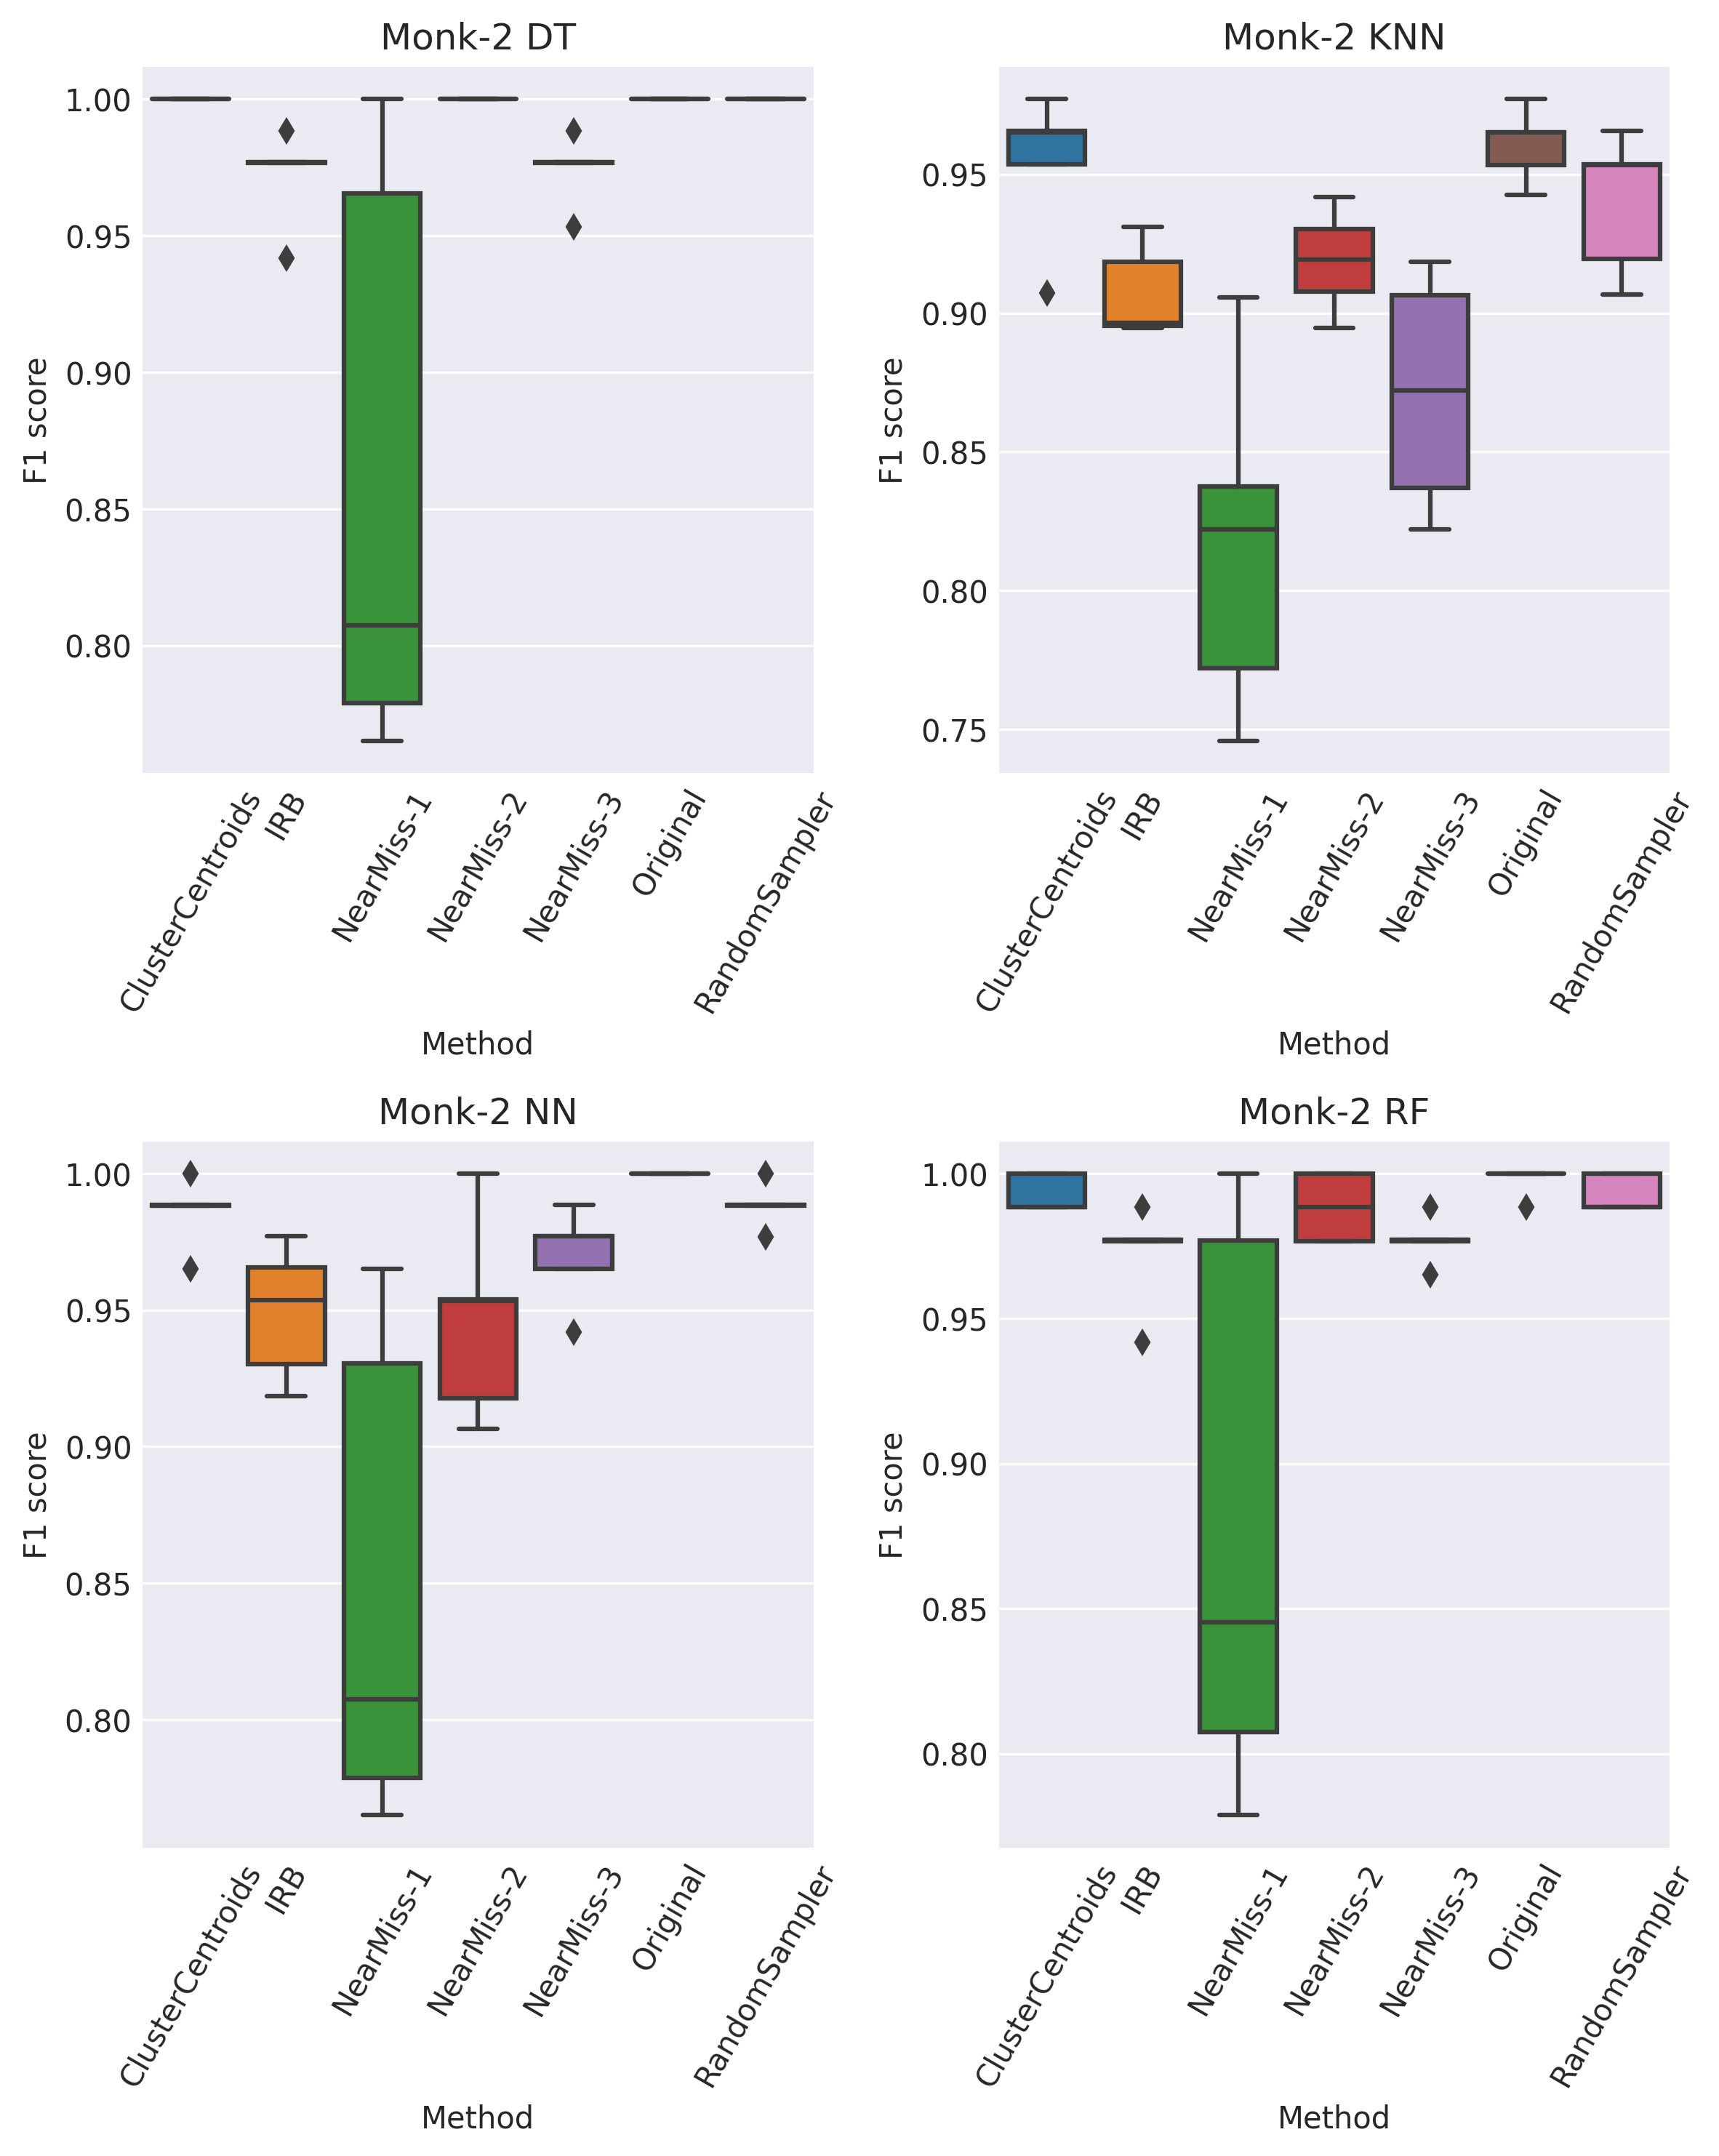 Monk-2 DT
1.00
0.95
0.90
0.85
0.80
F1 score
ClusterCentroids
IRB
NearMiss-1
NearMiss-2
NearMiss-3
Original
RandomSampler
Method
Monk-2 KNN
0.95
0.90
0.85
0.80
0.75
F1 score
ClusterCentroids
IRB
NearMiss-1
NearMiss-2
NearMiss-3
Original
RandomSampler
Method
Monk-2 NN
1.00
0.95
0.90
0.85
0.80
F1 score
ClusterCentroids
IRB
NearMiss-1
NearMiss-2
NearMiss-3
Original
RandomSampler
Method
Monk-2 RF
1.00
0.95
0.90
0.85
0.80
F1 score
ClusterCentroids
IRB
NearMiss-1
NearMiss-2
NearMiss-3
Original
RandomSampler
Method